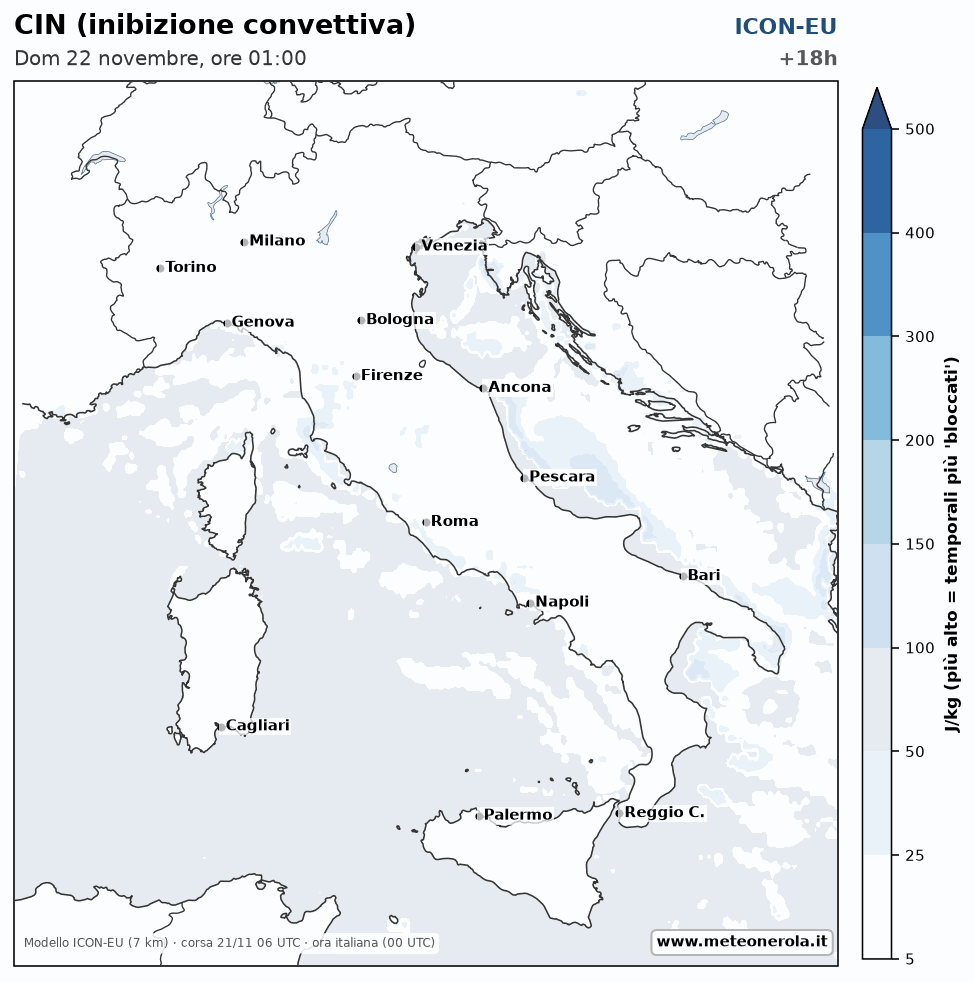 CIN (inibizione convettiva)
ICON-EU
Dom 22 novembre, ore 01:00
+18h
500
400
300
200
150
100
50
25
5
J/kg (più alto = temporali più 'bloccati')
Milano
Venezia
Torino
Genova
Bologna
Firenze
Ancona
Pescara
Roma
Bari
Napoli
Cagliari
Palermo
Reggio C.
Modello ICON-EU (7 km) · corsa 21/11 06 UTC · ora italiana (00 UTC)
www.meteonerola.it